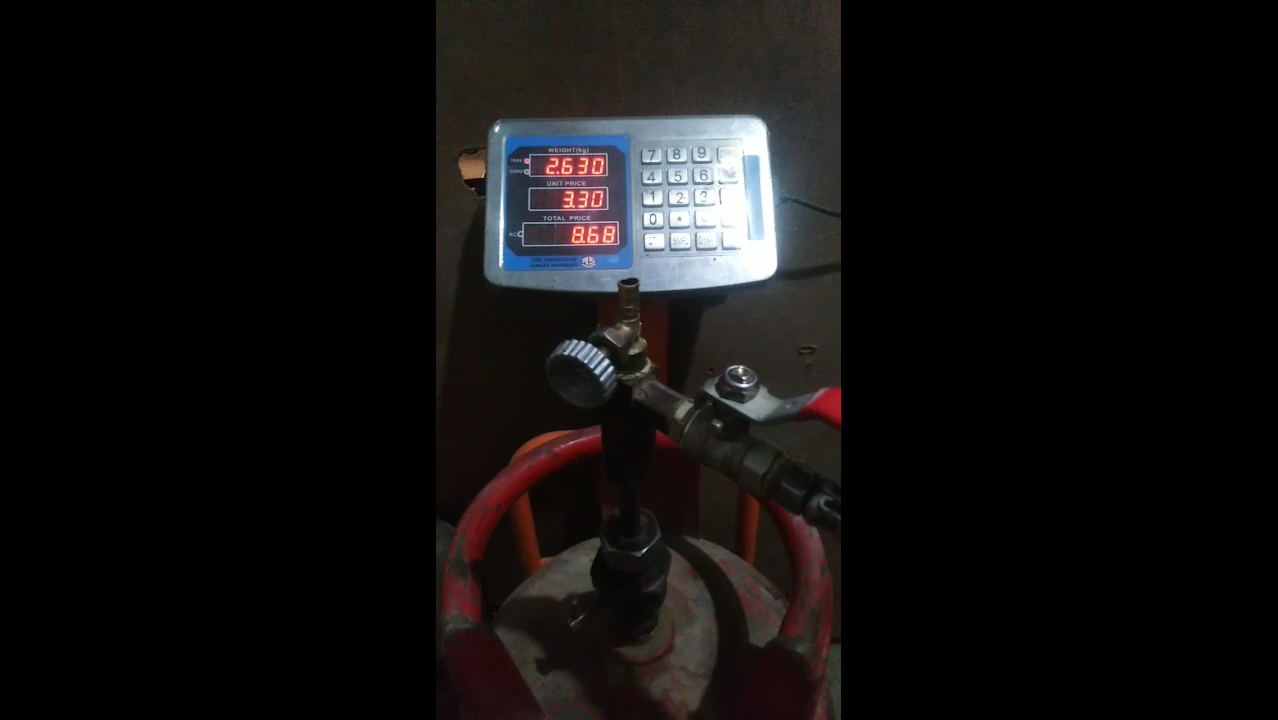 WEIGHT(kg)
TARE 2.630
ZERO
UNIT PRICE
3.30
TOTAL PRICE
AC 8.68
7 8 9
4 5 6
1 2 3
0 .